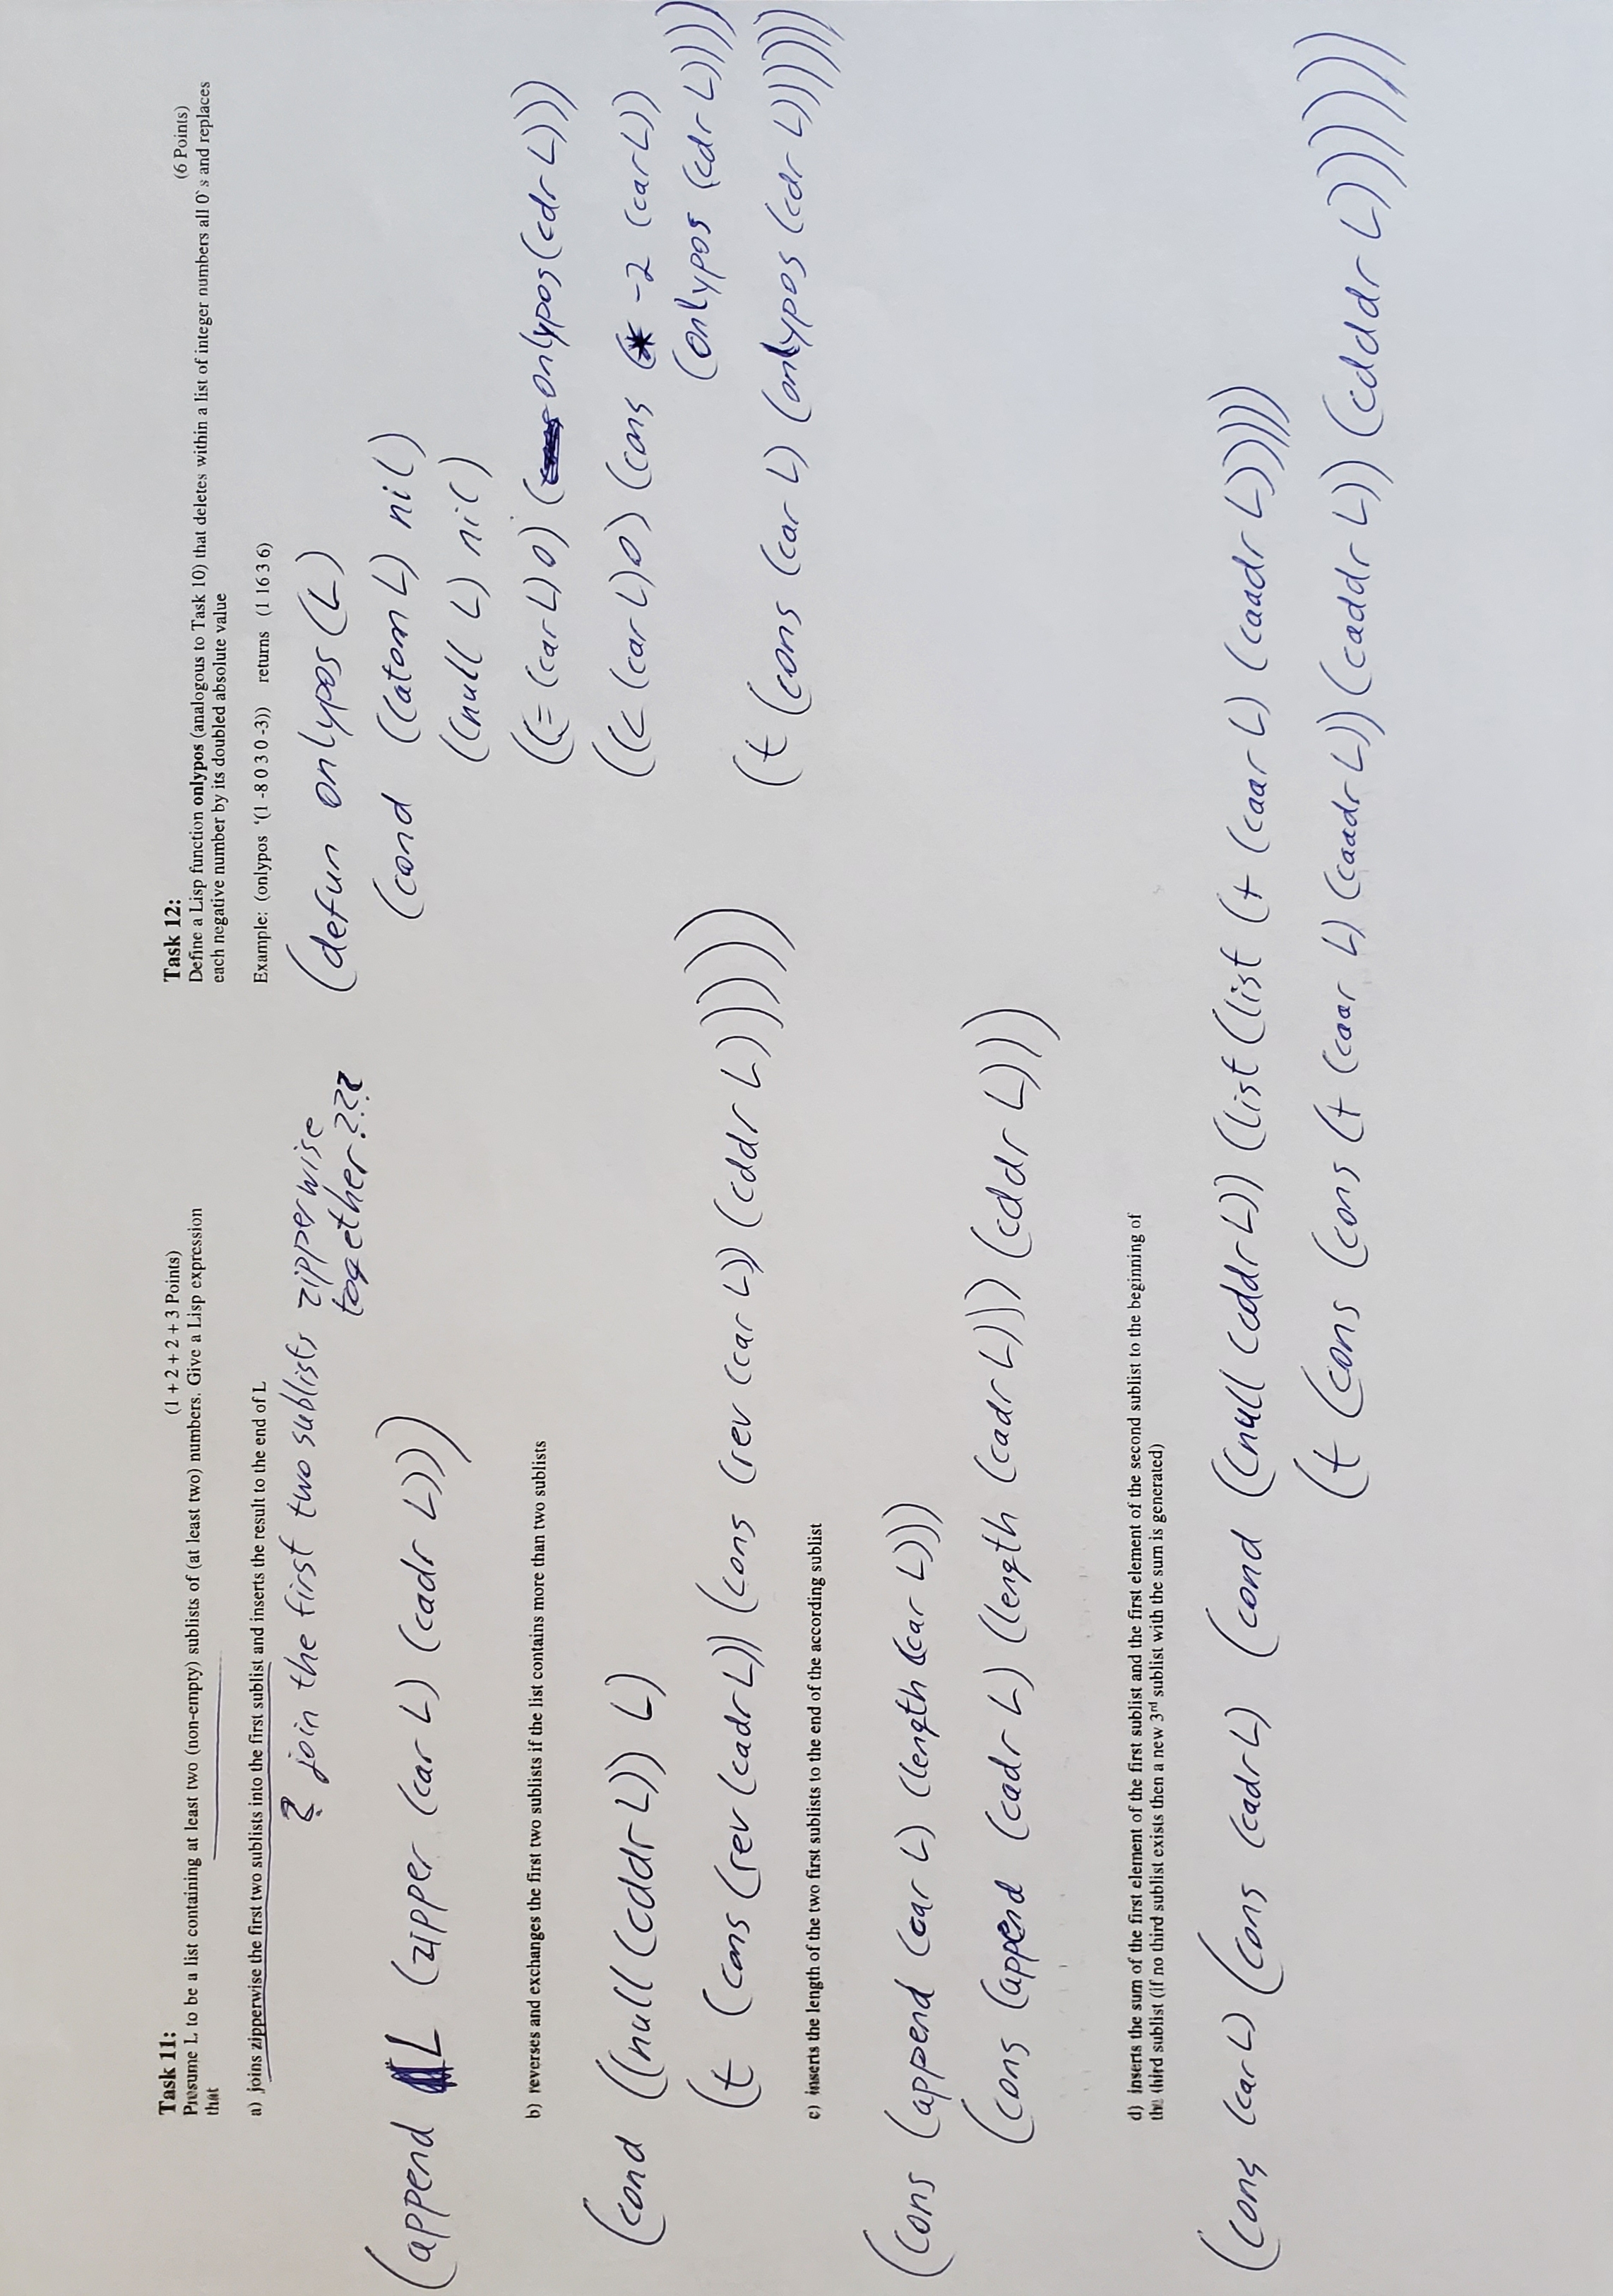 Task 11: (1 + 2 + 2 + 3 Points)
Presume L to be a list containing at least two (non-empty) sublists of (at least two) numbers. Give a Lisp expression
that
a) joins zipperwise the first two sublists into the first sublist and inserts the result to the end of L
? join the first two sublists zipperwise
together???
(append L (zipper (car L) (cadr L)))
b) reverses and exchanges the first two sublists if the list contains more than two sublists
(cond ((null (cddr L)) L)
(t (cons (rev (cadr L)) (cons (rev (car L)) (cddr L)))))
c) inserts the length of the two first sublists to the end of the according sublist
(cons (append (car L) (length (car L)))
(cons (append (cadr L) (length (cadr L))) (cddr L)))
d) inserts the sum of the first element of the first sublist and the first element of the second sublist to the beginning of
the third sublist (if no third sublist exists then a new 3rd sublist with the sum is generated)
(cons (car L) (cons (cadr L) (cond ((null (cddr L)) (list (list (+ (caar L) (caadr L)))))
(t (cons (cons (+ (caar L) (caadr L)) (caddr L)) (cdddr L))))))
Task 12: (6 Points)
Define a Lisp function onlypos (analogous to Task 10) that deletes within a list of integer numbers all 0`s and replaces
each negative number by its doubled absolute value
Example: (onlypos ‘(1 -8 0 3 0 -3)) returns (1 16 3 6)
(defun onlypos (L)
(cond ((atom L) nil)
((null L) nil)
((= (car L) 0) (onlypos (cdr L)))
((< (car L) 0) (cons (* -2 (car L))
(onlypos (cdr L))))
(t (cons (car L) (onlypos (cdr L))))))